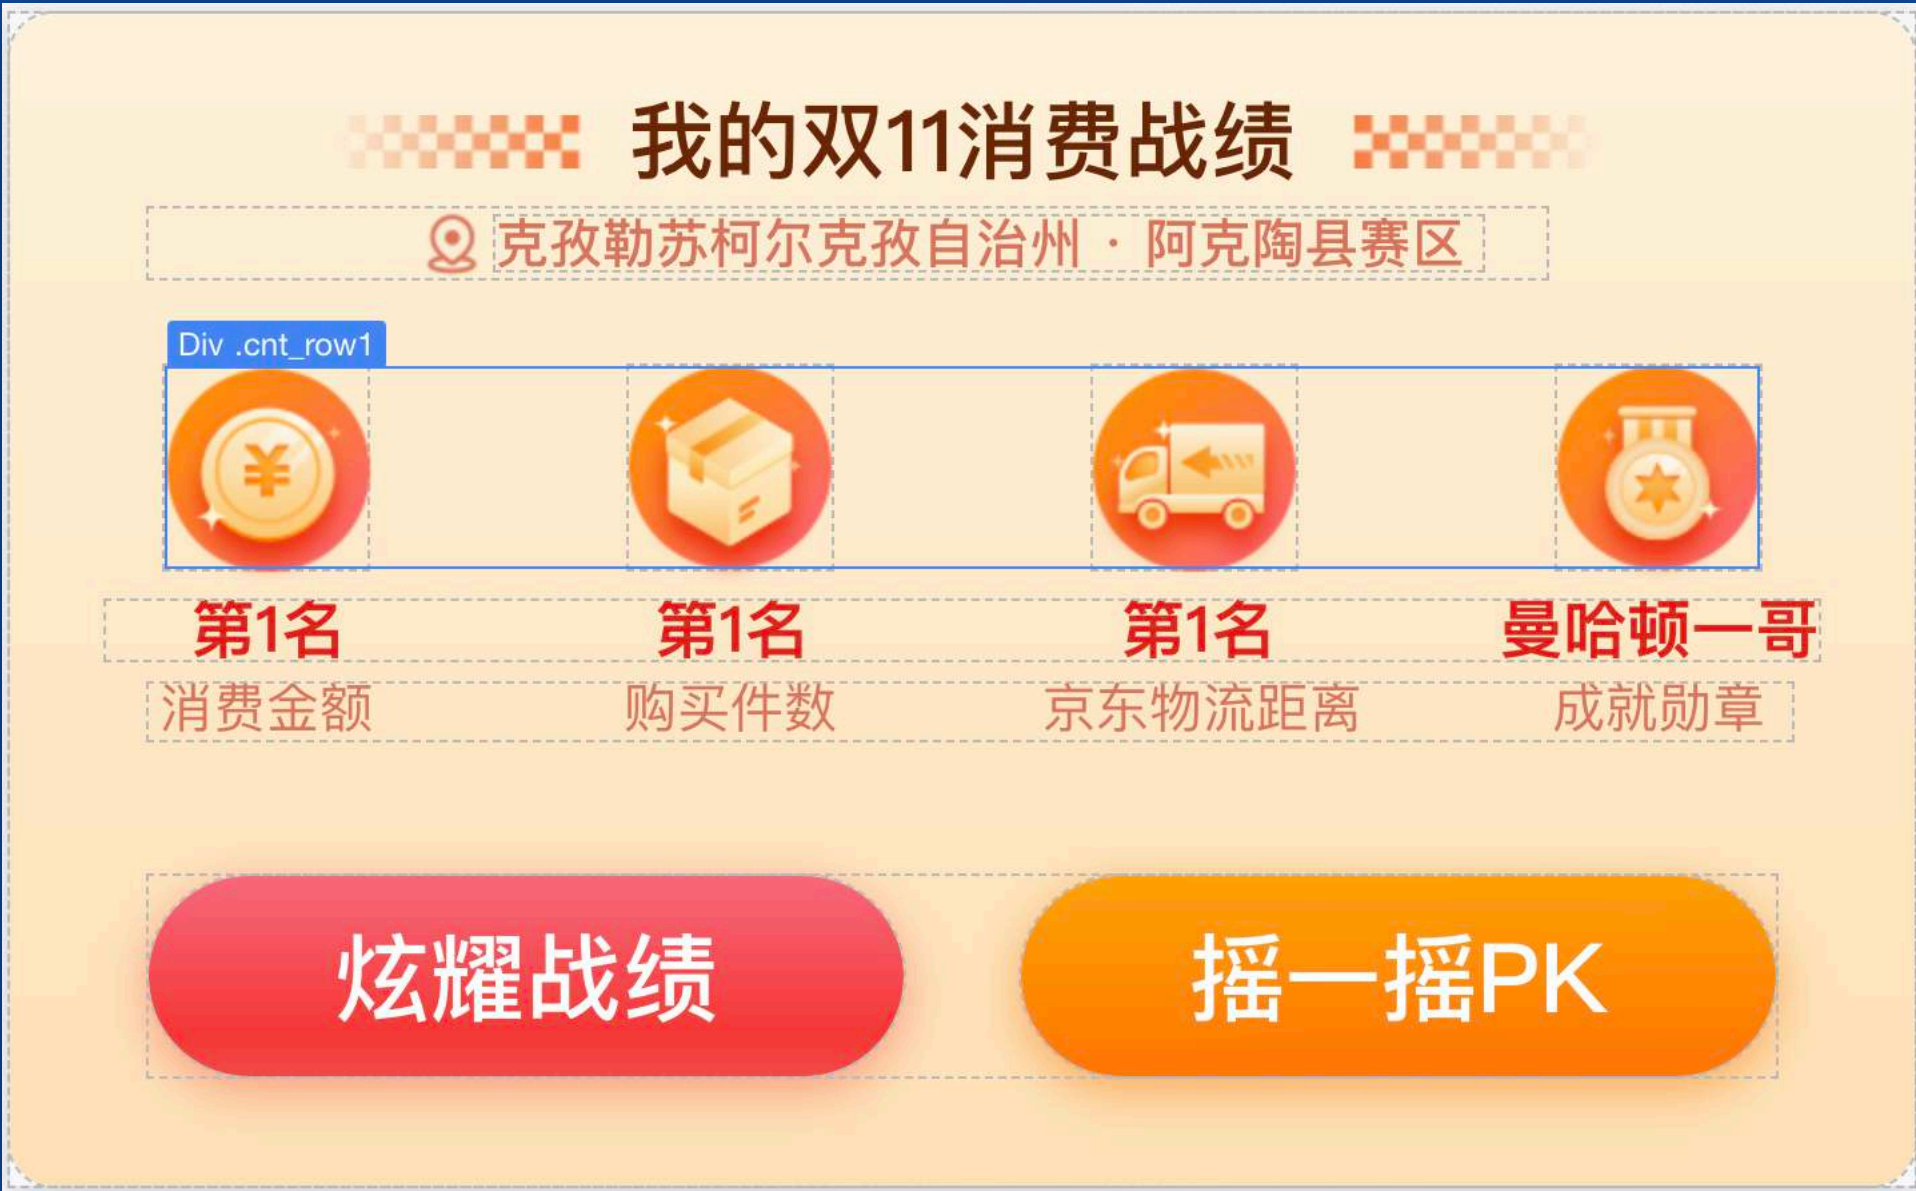 我的双11消费战绩
克孜勒苏柯尔克孜自治州 · 阿克陶县赛区
Div .cnt_row1
第1名 第1名 第1名 曼哈顿一哥
消费金额 购买件数 京东物流距离 成就勋章
炫耀战绩 摇一摇PK